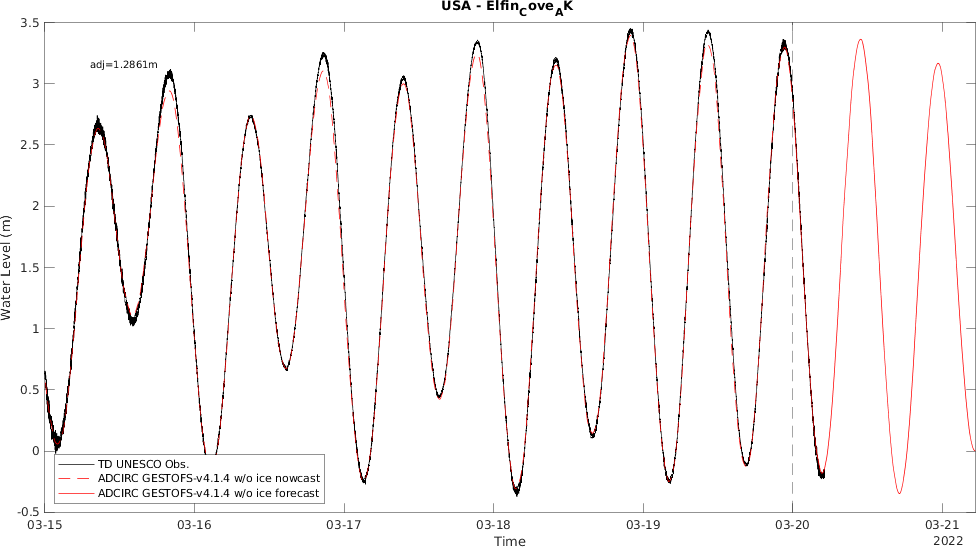 USA - Elfin_Cove_AK
3.5
adj=1.2861m
3
2.5
2
1.5
1
0.5
0
-0.5
Water Level (m)
TD UNESCO Obs.
ADCIRC GESTOFS-v4.1.4 w/o ice nowcast
ADCIRC GESTOFS-v4.1.4 w/o ice forecast
03-15 03-16 03-17 03-18 03-19 03-20 03-21
Time
2022